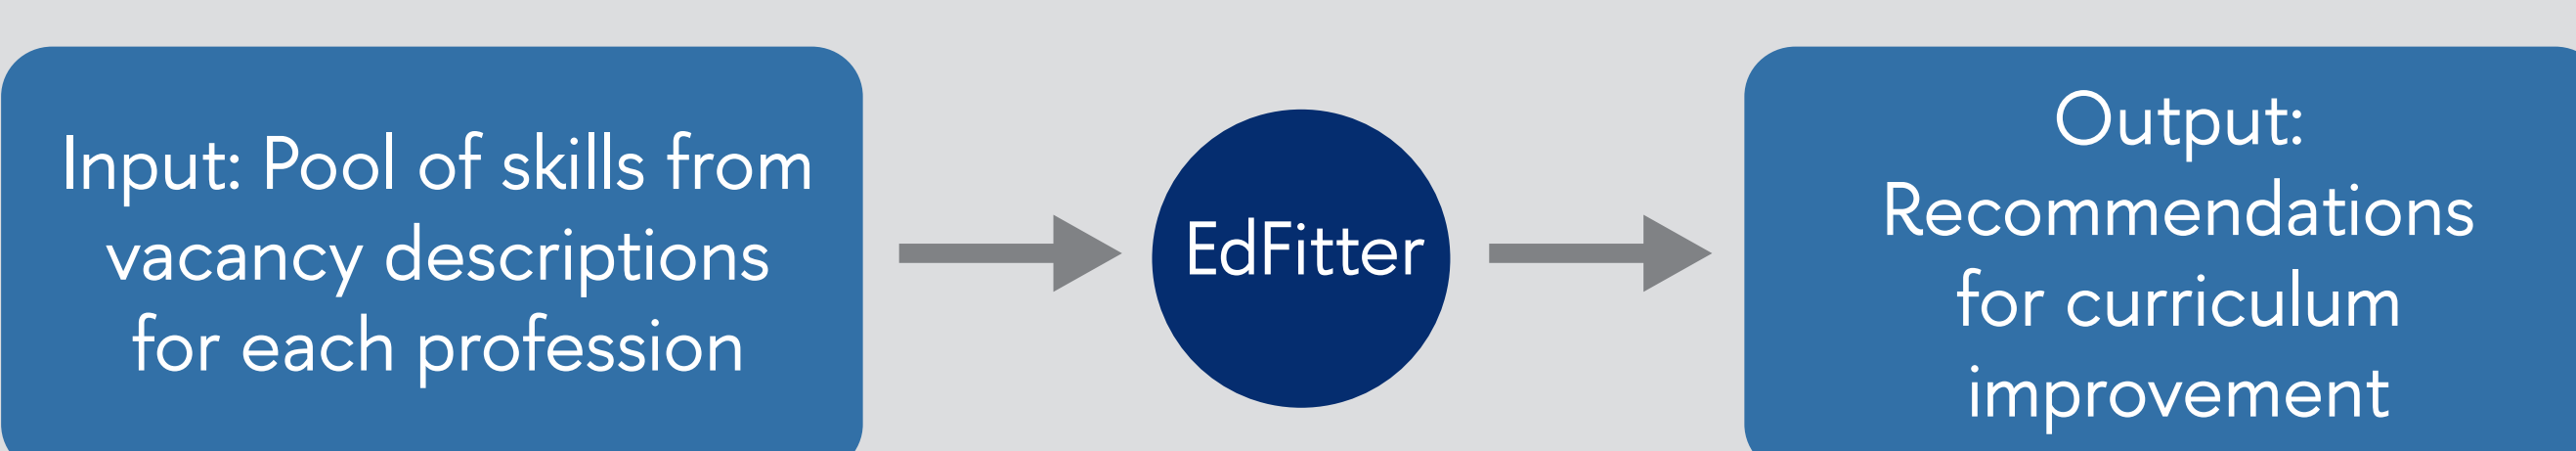 Input: Pool of skills from
vacancy descriptions
for each profession
EdFitter
Output:
Recommendations
for curriculum
improvement